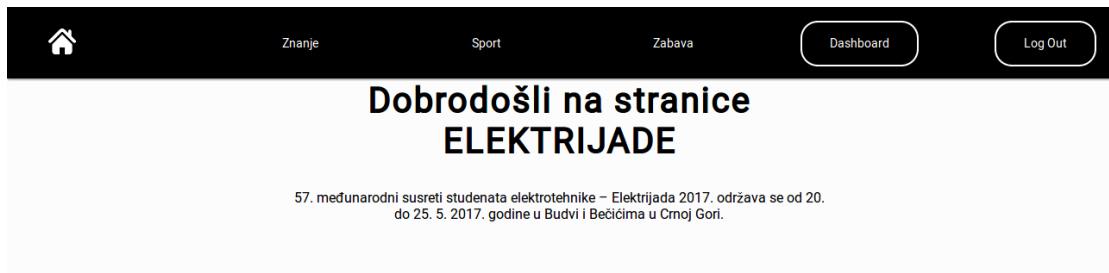 Znanje
Sport
Zabava
Dashboard
Log Out
Dobrodošli na stranice
ELEKTRIJADE
57. međunarodni susreti studenata elektrotehnike – Elektrijada 2017. održava se od 20.
do 25. 5. 2017. godine u Budvi i Bečićima u Crnoj Gori.